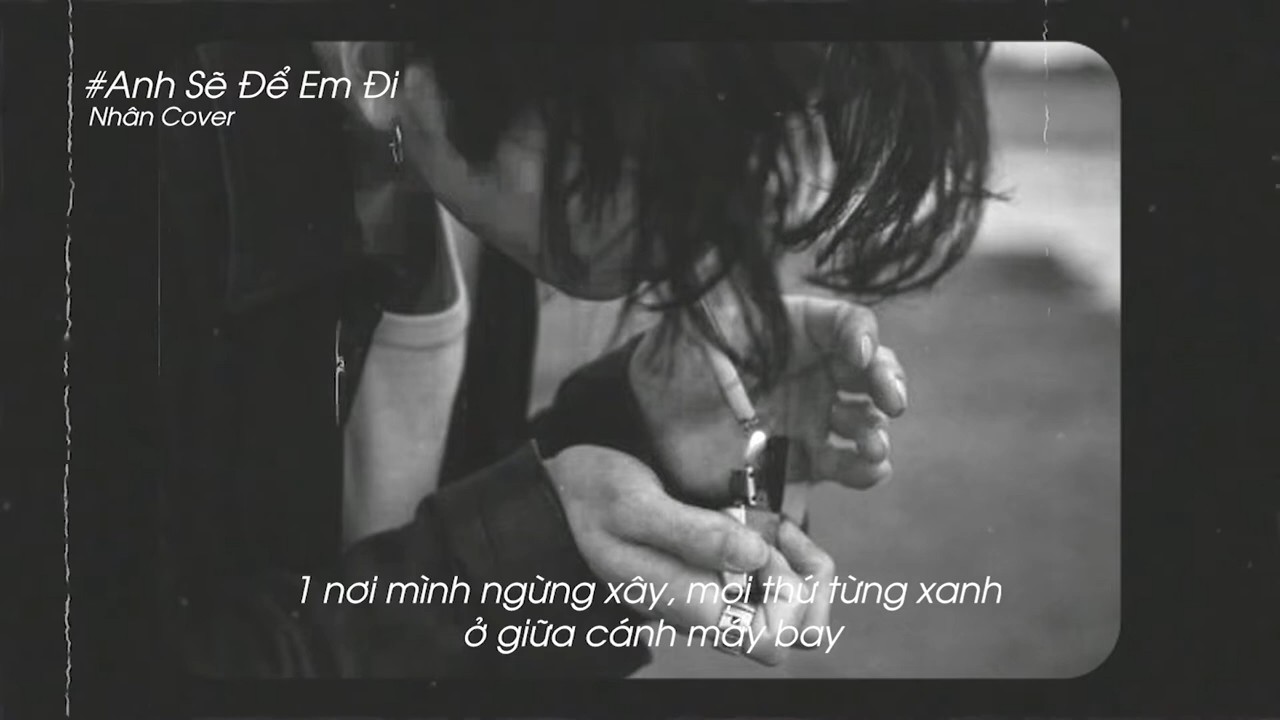 #Anh Sẽ Để Em Đi
Nhân Cover
1 nơi mình ngừng xây, mọi thứ từng xanh
ở giữa cánh mây bay